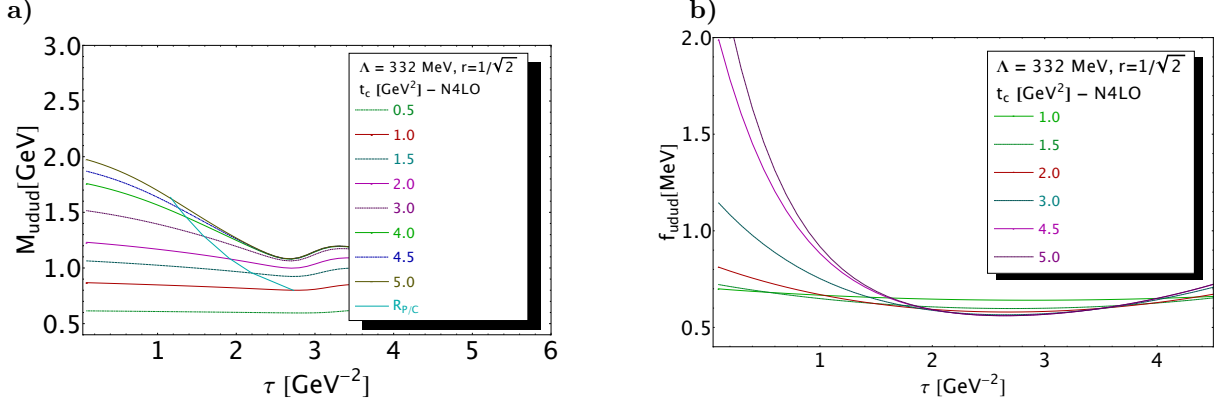 a)
3.0
2.5
2.0
1.5
1.0
0.5
M_udud[GeV]
1 2 3 4 5 6
τ [GeV⁻²]
Λ = 332 MeV, r=1/√2
t_c [GeV²] – N4LO
0.5
1.0
1.5
2.0
3.0
4.0
4.5
5.0
R_P/C
b)
2.0
1.5
1.0
0.5
f_udud[MeV]
1 2 3 4
τ [GeV⁻²]
Λ = 332 MeV, r=1/√2
t_c [GeV²] – N4LO
1.0
1.5
2.0
3.0
4.5
5.0